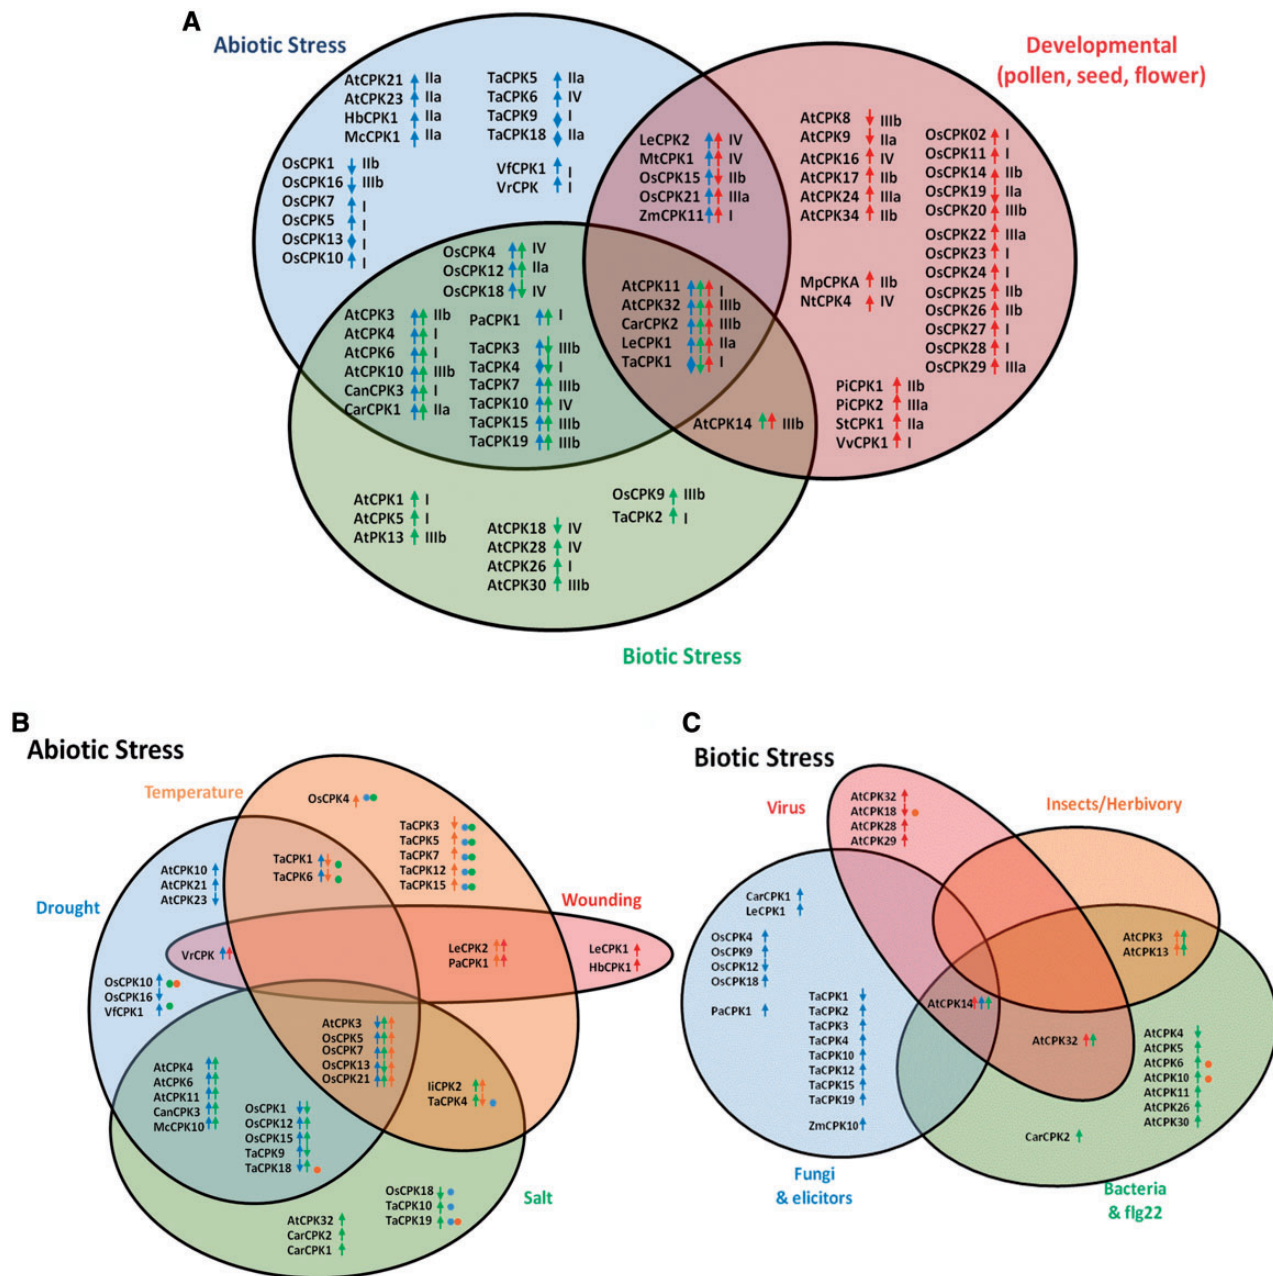 A
Abiotic Stress
Developmental
(pollen, seed, flower)
AtCPK21 IIa
AtCPK23 IIa
HbCPK1 IIa
McCPK1 IIa
TaCPK5 IIa
TaCPK6 IV
TaCPK9 I
TaCPK18 IIa
VfCPK1 I
VrCPK I
OsCPK1 IIb
OsCPK16 IIIb
OsCPK7 I
OsCPK5 I
OsCPK13 I
OsCPK10 I
LeCPK2 IV
MtCPK1 IV
OsCPK15 IIb
OsCPK21 IIIa
ZmCPK11 I
AtCPK8 IIIb
AtCPK9 IIa
AtCPK16 IV
AtCPK17 IIb
AtCPK24 IIIa
AtCPK34 IIb
MpCPKA IIb
NtCPK4 IV
OsCPK02 I
OsCPK11 I
OsCPK14 IIb
OsCPK19 IIa
OsCPK20 IIIb
OsCPK22 IIIa
OsCPK23 I
OsCPK24 I
OsCPK25 IIb
OsCPK26 IIb
OsCPK27 I
OsCPK28 I
OsCPK29 IIIa
PiCPK1 IIb
PiCPK2 IIIa
StCPK1 IIa
VvCPK1 I
OsCPK4 IV
OsCPK12 IIa
OsCPK18 IV
AtCPK3 IIb
AtCPK4 I
AtCPK6 I
AtCPK10 IIIb
CanCPK3 I
CarCPK1 IIa
PaCPK1 I
TaCPK3 IIIb
TaCPK4 I
TaCPK7 IIIb
TaCPK10 IV
TaCPK15 IIIb
TaCPK19 IIIb
AtCPK11 I
AtCPK32 IIIb
CarCPK2 IIIb
LeCPK1 IIa
TaCPK1 I
AtCPK14 IIIb
AtCPK1 I
AtCPK5 I
AtPK13 IIIb
AtCPK18 IV
AtCPK28 IV
AtCPK26 I
AtCPK30 IIIb
OsCPK9 IIIb
TaCPK2 I
Biotic Stress
B
Abiotic Stress
Temperature
OsCPK4
TaCPK3
TaCPK5
TaCPK7
TaCPK12
TaCPK15
TaCPK1
TaCPK6
AtCPK10
AtCPK21
AtCPK23
Drought
Wounding
VrCPK
LeCPK2
PaCPK1
LeCPK1
HbCPK1
OsCPK10
OsCPK16
VfCPK1
AtCPK3
OsCPK5
OsCPK7
OsCPK13
OsCPK21
AtCPK4
AtCPK6
AtCPK11
CanCPK3
McCPK10
OsCPK1
OsCPK12
OsCPK15
TaCPK9
TaCPK18
IiCPK2
TaCPK4
OsCPK18
TaCPK10
TaCPK19
Salt
AtCPK32
CarCPK2
CarCPK1
C
Biotic Stress
Virus
AtCPK32
AtCPK18
AtCPK28
AtCPK29
Insects/Herbivory
CarCPK1
LeCPK1
OsCPK4
OsCPK9
OsCPK12
OsCPK18
PaCPK1
AtCPK3
AtCPK13
TaCPK1
TaCPK2
TaCPK3
TaCPK4
TaCPK10
TaCPK12
TaCPK15
TaCPK19
ZmCPK10
AtCPK14
AtCPK32
AtCPK4
AtCPK5
AtCPK6
AtCPK10
AtCPK11
AtCPK26
AtCPK30
CarCPK2
Fungi
& elicitors
Bacteria
& flg22